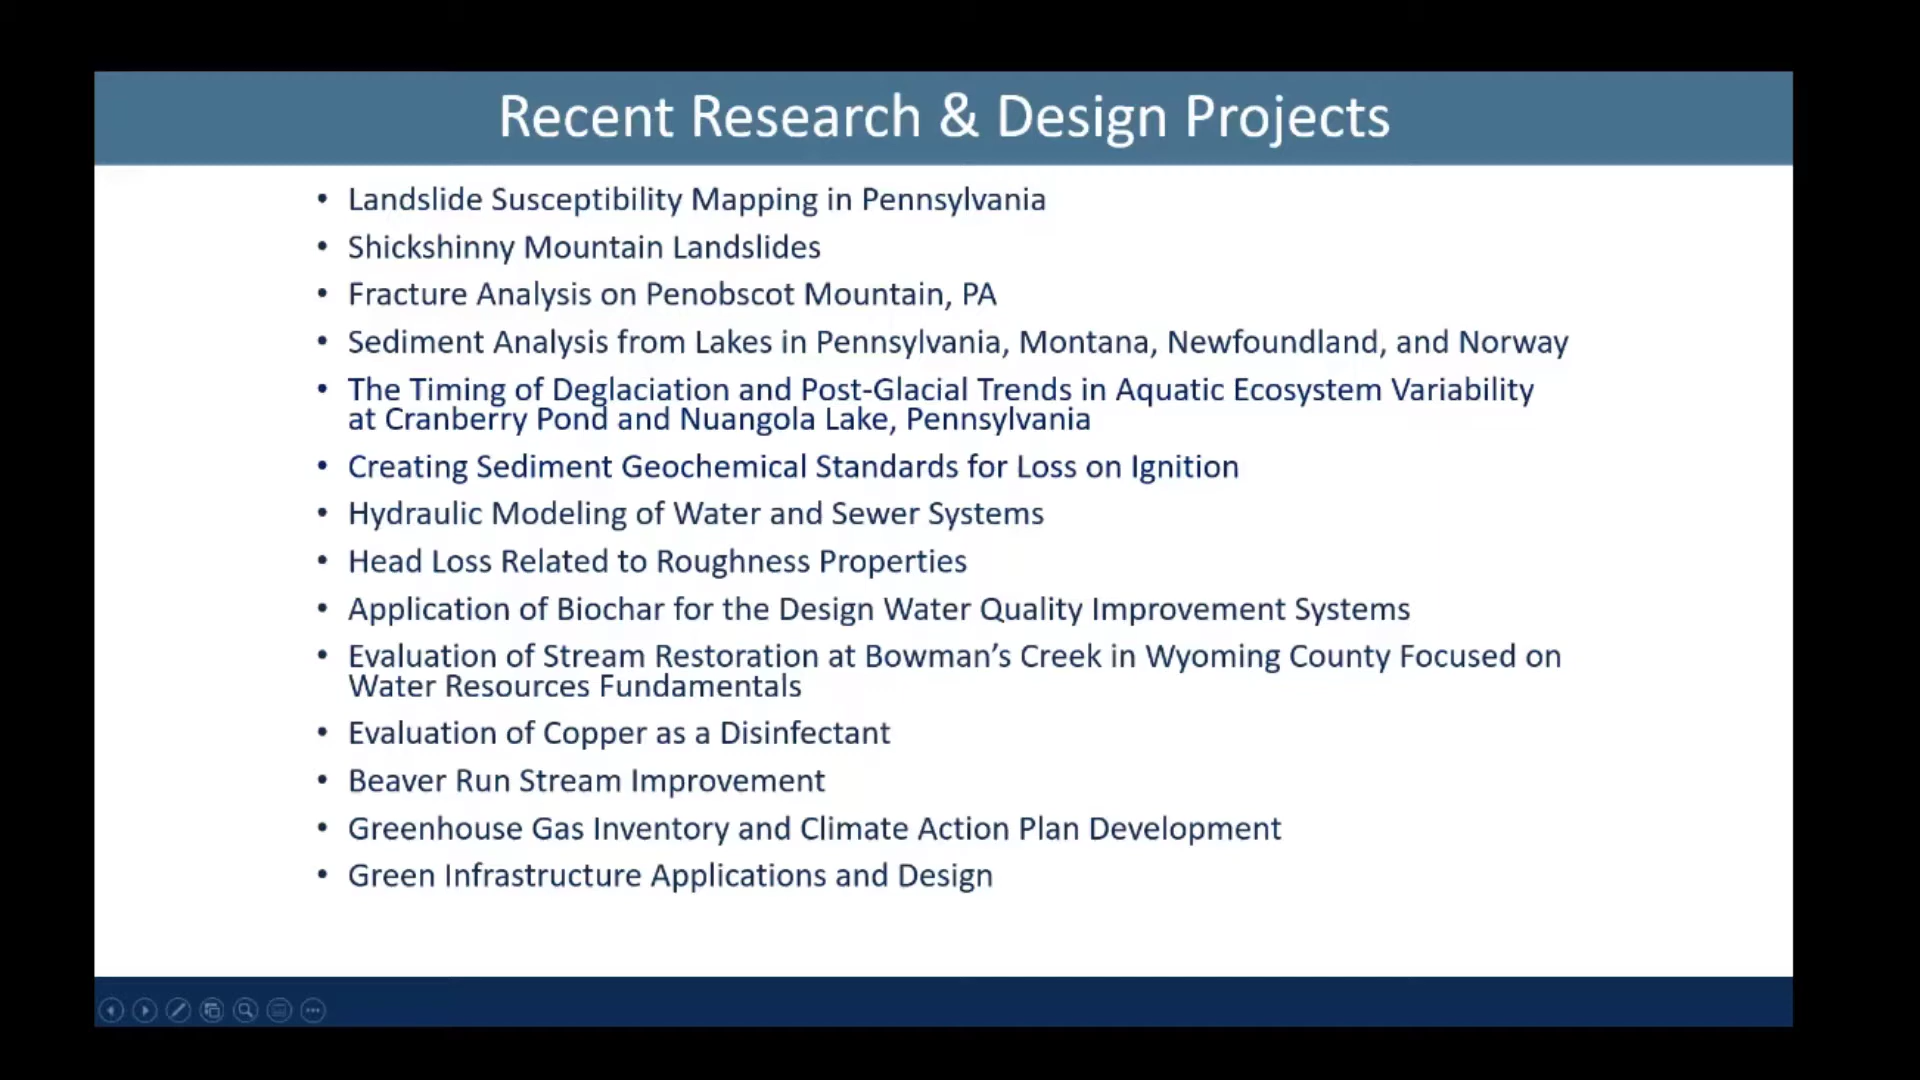 Recent Research & Design Projects
• Landslide Susceptibility Mapping in Pennsylvania
• Shickshinny Mountain Landslides
• Fracture Analysis on Penobscot Mountain, PA
• Sediment Analysis from Lakes in Pennsylvania, Montana, Newfoundland, and Norway
• The Timing of Deglaciation and Post-Glacial Trends in Aquatic Ecosystem Variability
at Cranberry Pond and Nuangola Lake, Pennsylvania
• Creating Sediment Geochemical Standards for Loss on Ignition
• Hydraulic Modeling of Water and Sewer Systems
• Head Loss Related to Roughness Properties
• Application of Biochar for the Design Water Quality Improvement Systems
• Evaluation of Stream Restoration at Bowman’s Creek in Wyoming County Focused on
Water Resources Fundamentals
• Evaluation of Copper as a Disinfectant
• Beaver Run Stream Improvement
• Greenhouse Gas Inventory and Climate Action Plan Development
• Green Infrastructure Applications and Design